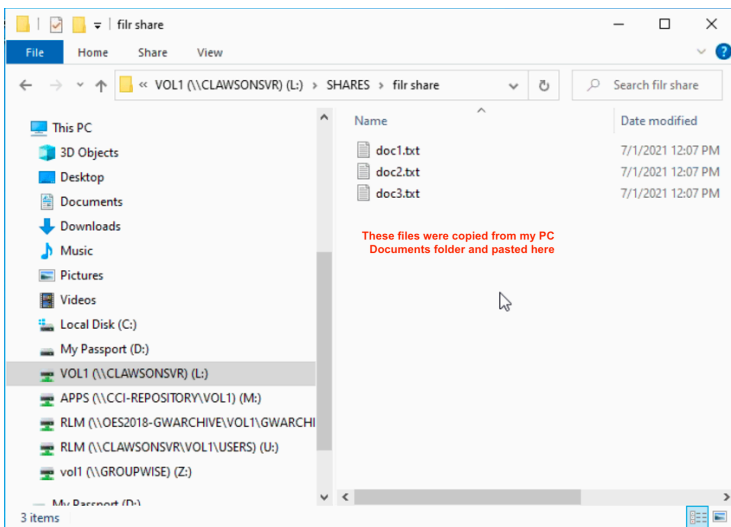 filr share
File Home Share View
« VOL1 (\\CLAWSONSVR) (L:) > SHARES > filr share
Search filr share
This PC
3D Objects
Desktop
Documents
Downloads
Music
Pictures
Videos
Local Disk (C:)
My Passport (D:)
VOL1 (\\CLAWSONSVR) (L:)
APPS (\\CCI-REPOSITORY\VOL1) (M:)
RLM (\\OES2018-GWARCHIVE\VOL1\GWARCHI
RLM (\\CLAWSONSVR\VOL1\USERS) (U:)
vol1 (\\GROUPWISE) (Z:)
My Passport (D:)
Name Date modified
doc1.txt 7/1/2021 12:07 PM
doc2.txt 7/1/2021 12:07 PM
doc3.txt 7/1/2021 12:07 PM
These files were copied from my PC
Documents folder and pasted here
3 items